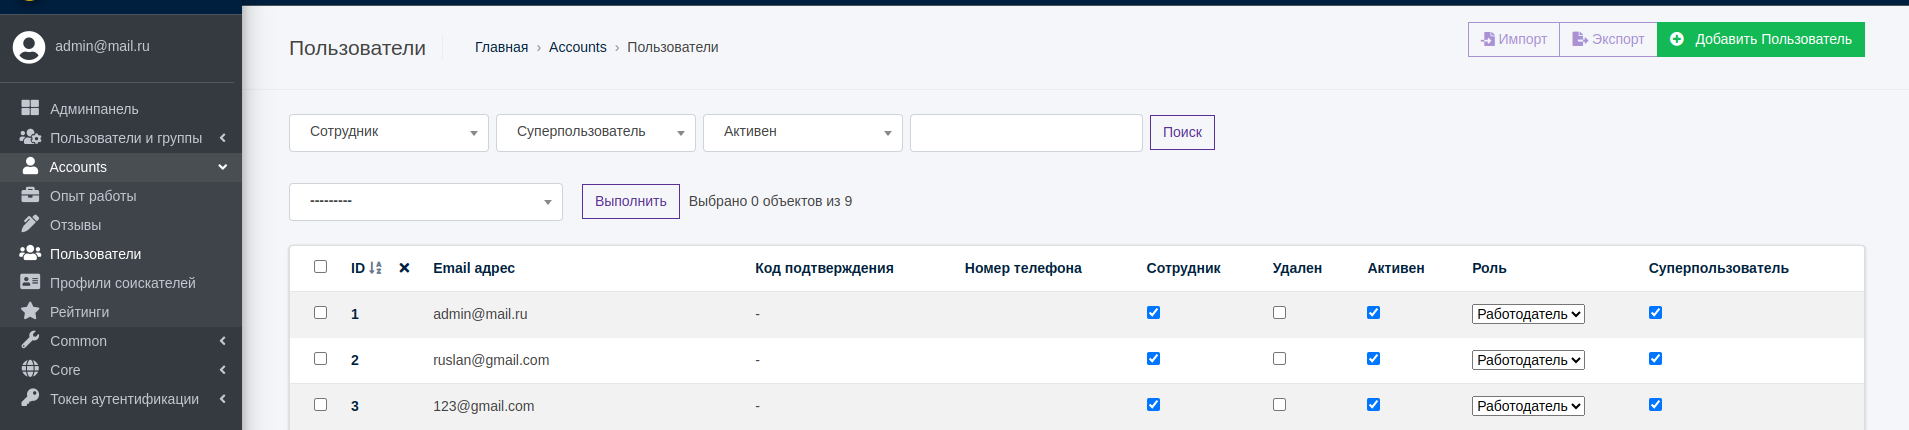 admin@mail.ru
Админпанель
Пользователи и группы
Accounts
Опыт работы
Отзывы
Пользователи
Профили соискателей
Рейтинги
Common
Core
Токен аутентификации
Пользователи
Главная › Accounts › Пользователи
Импорт Экспорт Добавить Пользователь
Сотрудник Суперпользователь Активен Поиск
--------- Выполнить Выбрано 0 объектов из 9
ID Email адрес Код подтверждения Номер телефона Сотрудник Удален Активен Роль Суперпользователь
1 admin@mail.ru - Работодатель
2 ruslan@gmail.com - Работодатель
3 123@gmail.com - Работодатель